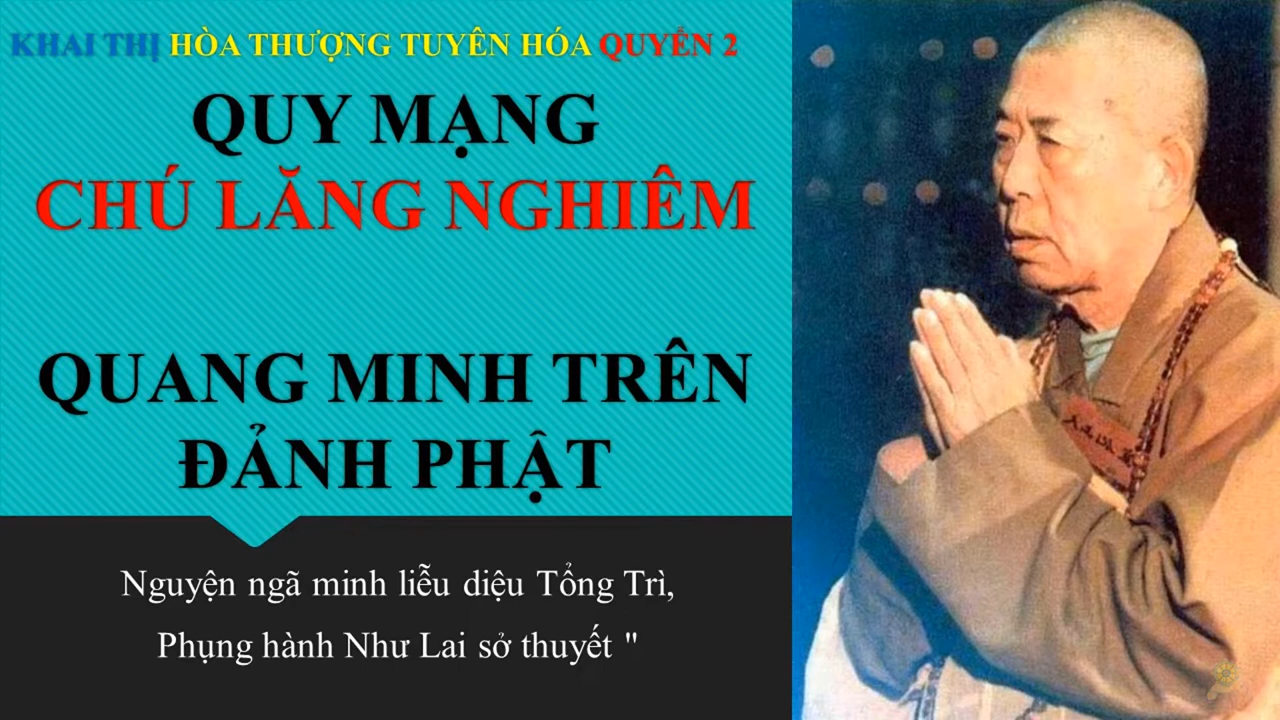 KHAI THỊ HÒA THƯỢNG TUYÊN HÓA QUYỂN 2
QUY MẠNG
CHÚ LĂNG NGHIÊM
QUANG MINH TRÊN
ĐẢNH PHẬT
Nguyện ngã minh liễu diệu Tổng Trì,
Phụng hành Như Lai sở thuyết "